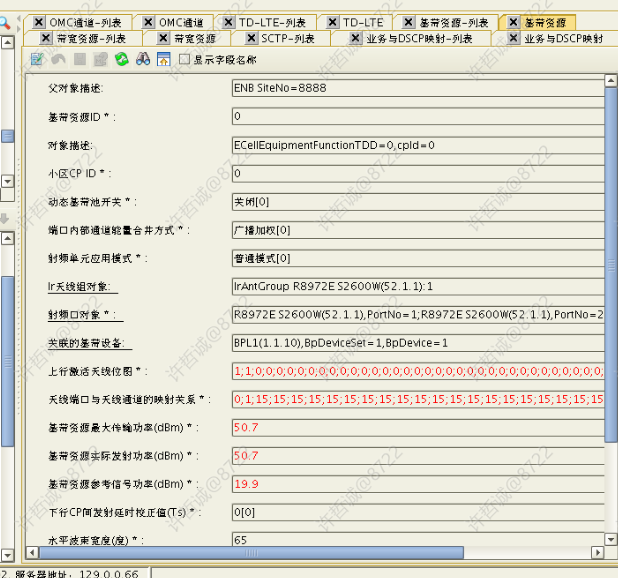 OMC通道-列表 OMC通道 TD-LTE-列表 TD-LTE 基带资源-列表 基带资源
带宽资源-列表 带宽资源 SCTP-列表 业务与DSCP映射-列表 业务与DSCP映射
显示字段名称
父对象描述: ENB SiteNo=8888
基带资源ID * : 0
对象描述: ECellEquipmentFunctionTDD=0,cpId=0
小区CP ID * : 0
动态基带池开关 * : 关闭[0]
端口内部通道能量合并方式 * : 广播加权[0]
射频单元应用模式 * : 普通模式[0]
Ir天线组对象: IrAntGroup R8972E S2600W(52.1.1):1
射频口对象 * : R8972E S2600W(52.1.1),PortNo=1;R8972E S2600W(52.1.1),PortNo=2
关联的基带设备: BPL1(1.1.10),BpDeviceSet=1,BpDevice=1
上行激活天线位图 * : 1;1;0;0;0;0;0;0;0;0;0;0;0;0;0;0;0;0;0;0;0;0;0;0;0;0;0;0;0;0;0;0;0;0;0;
天线端口与天线通道的映射关系 * : 0;1;15;15;15;15;15;15;15;15;15;15;15;15;15;15;15;15;15;15;15;15
基带资源最大传输功率(dBm) * : 50.7
基带资源实际发射功率(dBm) * : 50.7
基带资源参考信号功率(dBm) * : 19.9
下行CP间发射延时校正值(Ts) * : 0[0]
水平波束宽度(度) * : 65
2. 服务器地址: 129.0.0.66
许哲诚@8722